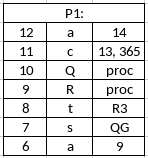 P1:
12 a 14
11 c 13, 365
10 Q proc
9 R proc
8 t R3
7 s QG
6 a 9